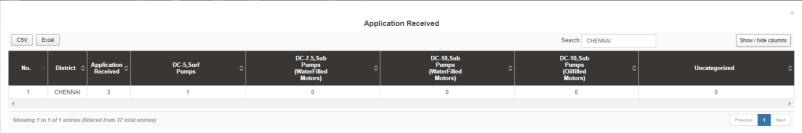 ×
Application Received
CSV Excel Search: CHENNAI Show / hide columns
No. District Application Received DC-5,Surf Pumps DC-7.5,Sub Pumps (WaterFilled Motors) DC-10,Sub Pumps (WaterFilled Motors) DC-10,Sub Pumps (Oilfilled Motors) Uncategorized
1 CHENNAI 3 1 0 0 0 0
Showing 1 to 1 of 1 entries (filtered from 37 total entries) Previous 1 Next